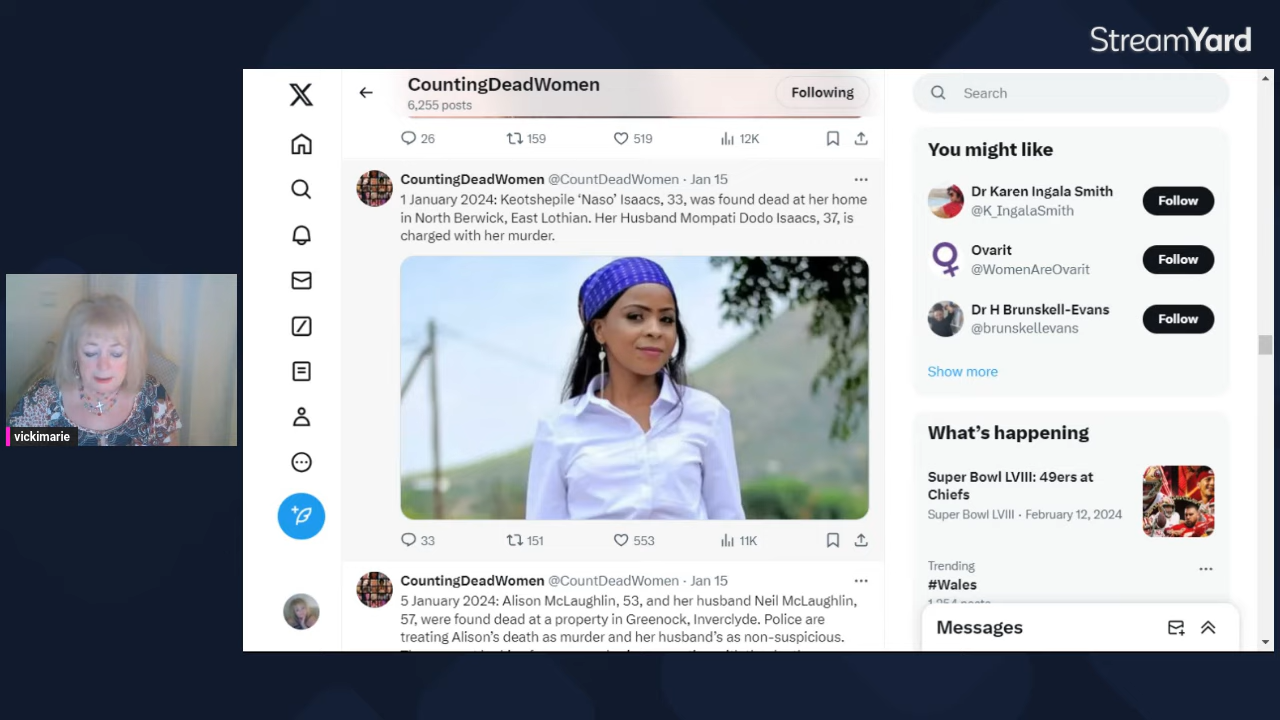 StreamYard
CountingDeadWomen
6,255 posts
Following
Search
26 159 519 12K
CountingDeadWomen @CountDeadWomen · Jan 15
1 January 2024: Keotshepile ‘Naso’ Isaacs, 33, was found dead at her home
in North Berwick, East Lothian. Her Husband Mompati Dodo Isaacs, 37, is
charged with her murder.
33 151 553 11K
CountingDeadWomen @CountDeadWomen · Jan 15
5 January 2024: Alison McLaughlin, 53, and her husband Neil McLaughlin,
57, were found dead at a property in Greenock, Inverclyde. Police are
treating Alison’s death as murder and her husband’s as non-suspicious.
You might like
Dr Karen Ingala Smith
@K_IngalaSmith
Follow
Ovarit
@WomenAreOvarit
Follow
Dr H Brunskell-Evans
@brunskellevans
Follow
Show more
What’s happening
Super Bowl LVIII: 49ers at
Chiefs
Super Bowl LVIII · February 12, 2024
Trending
#Wales
Messages
vickimarie